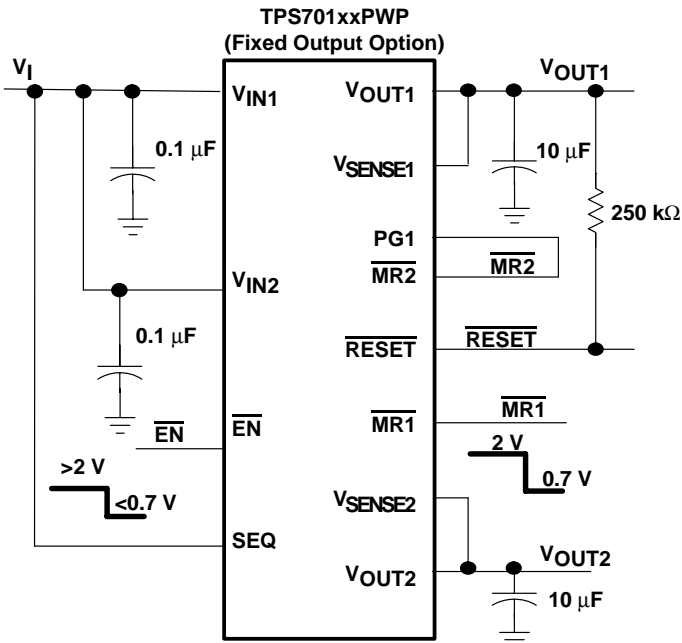 TPS701xxPWP
(Fixed Output Option)
VI
VIN1
VOUT1
VOUT1
0.1 μF
10 μF
VSENSE1
250 kΩ
PG1
MR2
MR2
VIN2
0.1 μF
RESET
RESET
EN
EN
MR1
MR1
>2 V
<0.7 V
2 V
0.7 V
VSENSE2
SEQ
VOUT2
VOUT2
10 μF